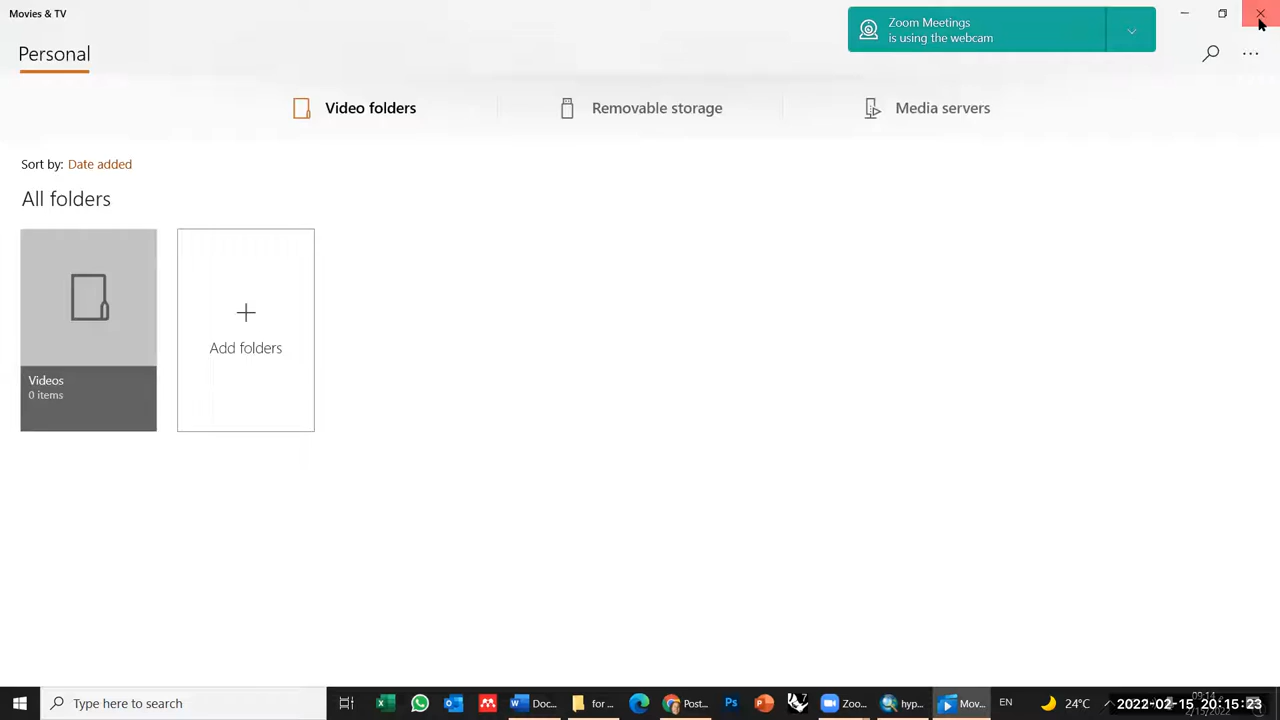 Movies & TV
Zoom Meetings
is using the webcam
Personal
Video folders
Removable storage
Media servers
Sort by: Date added
All folders
Videos
0 items
Add folders
Type here to search
Doc...
for ...
Post...
Zoo...
hyp...
Mov...
EN
24°C
2022-02-15 20:15:23